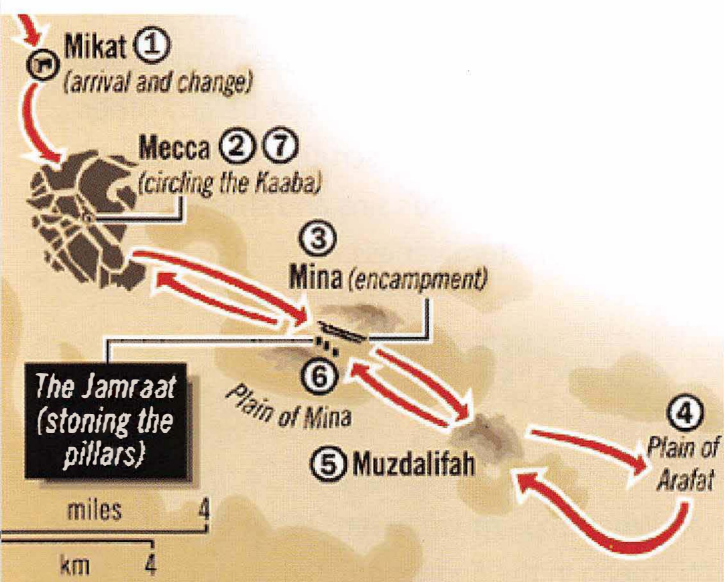 Mikat ①
(arrival and change)
Mecca ② ⑦
(circling the Kaaba)
③
Mina (encampment)
The Jamraat
(stoning the
pillars)
⑥
Plain of Mina
④
Plain of
Arafat
⑤ Muzdalifah
miles 4
km 4